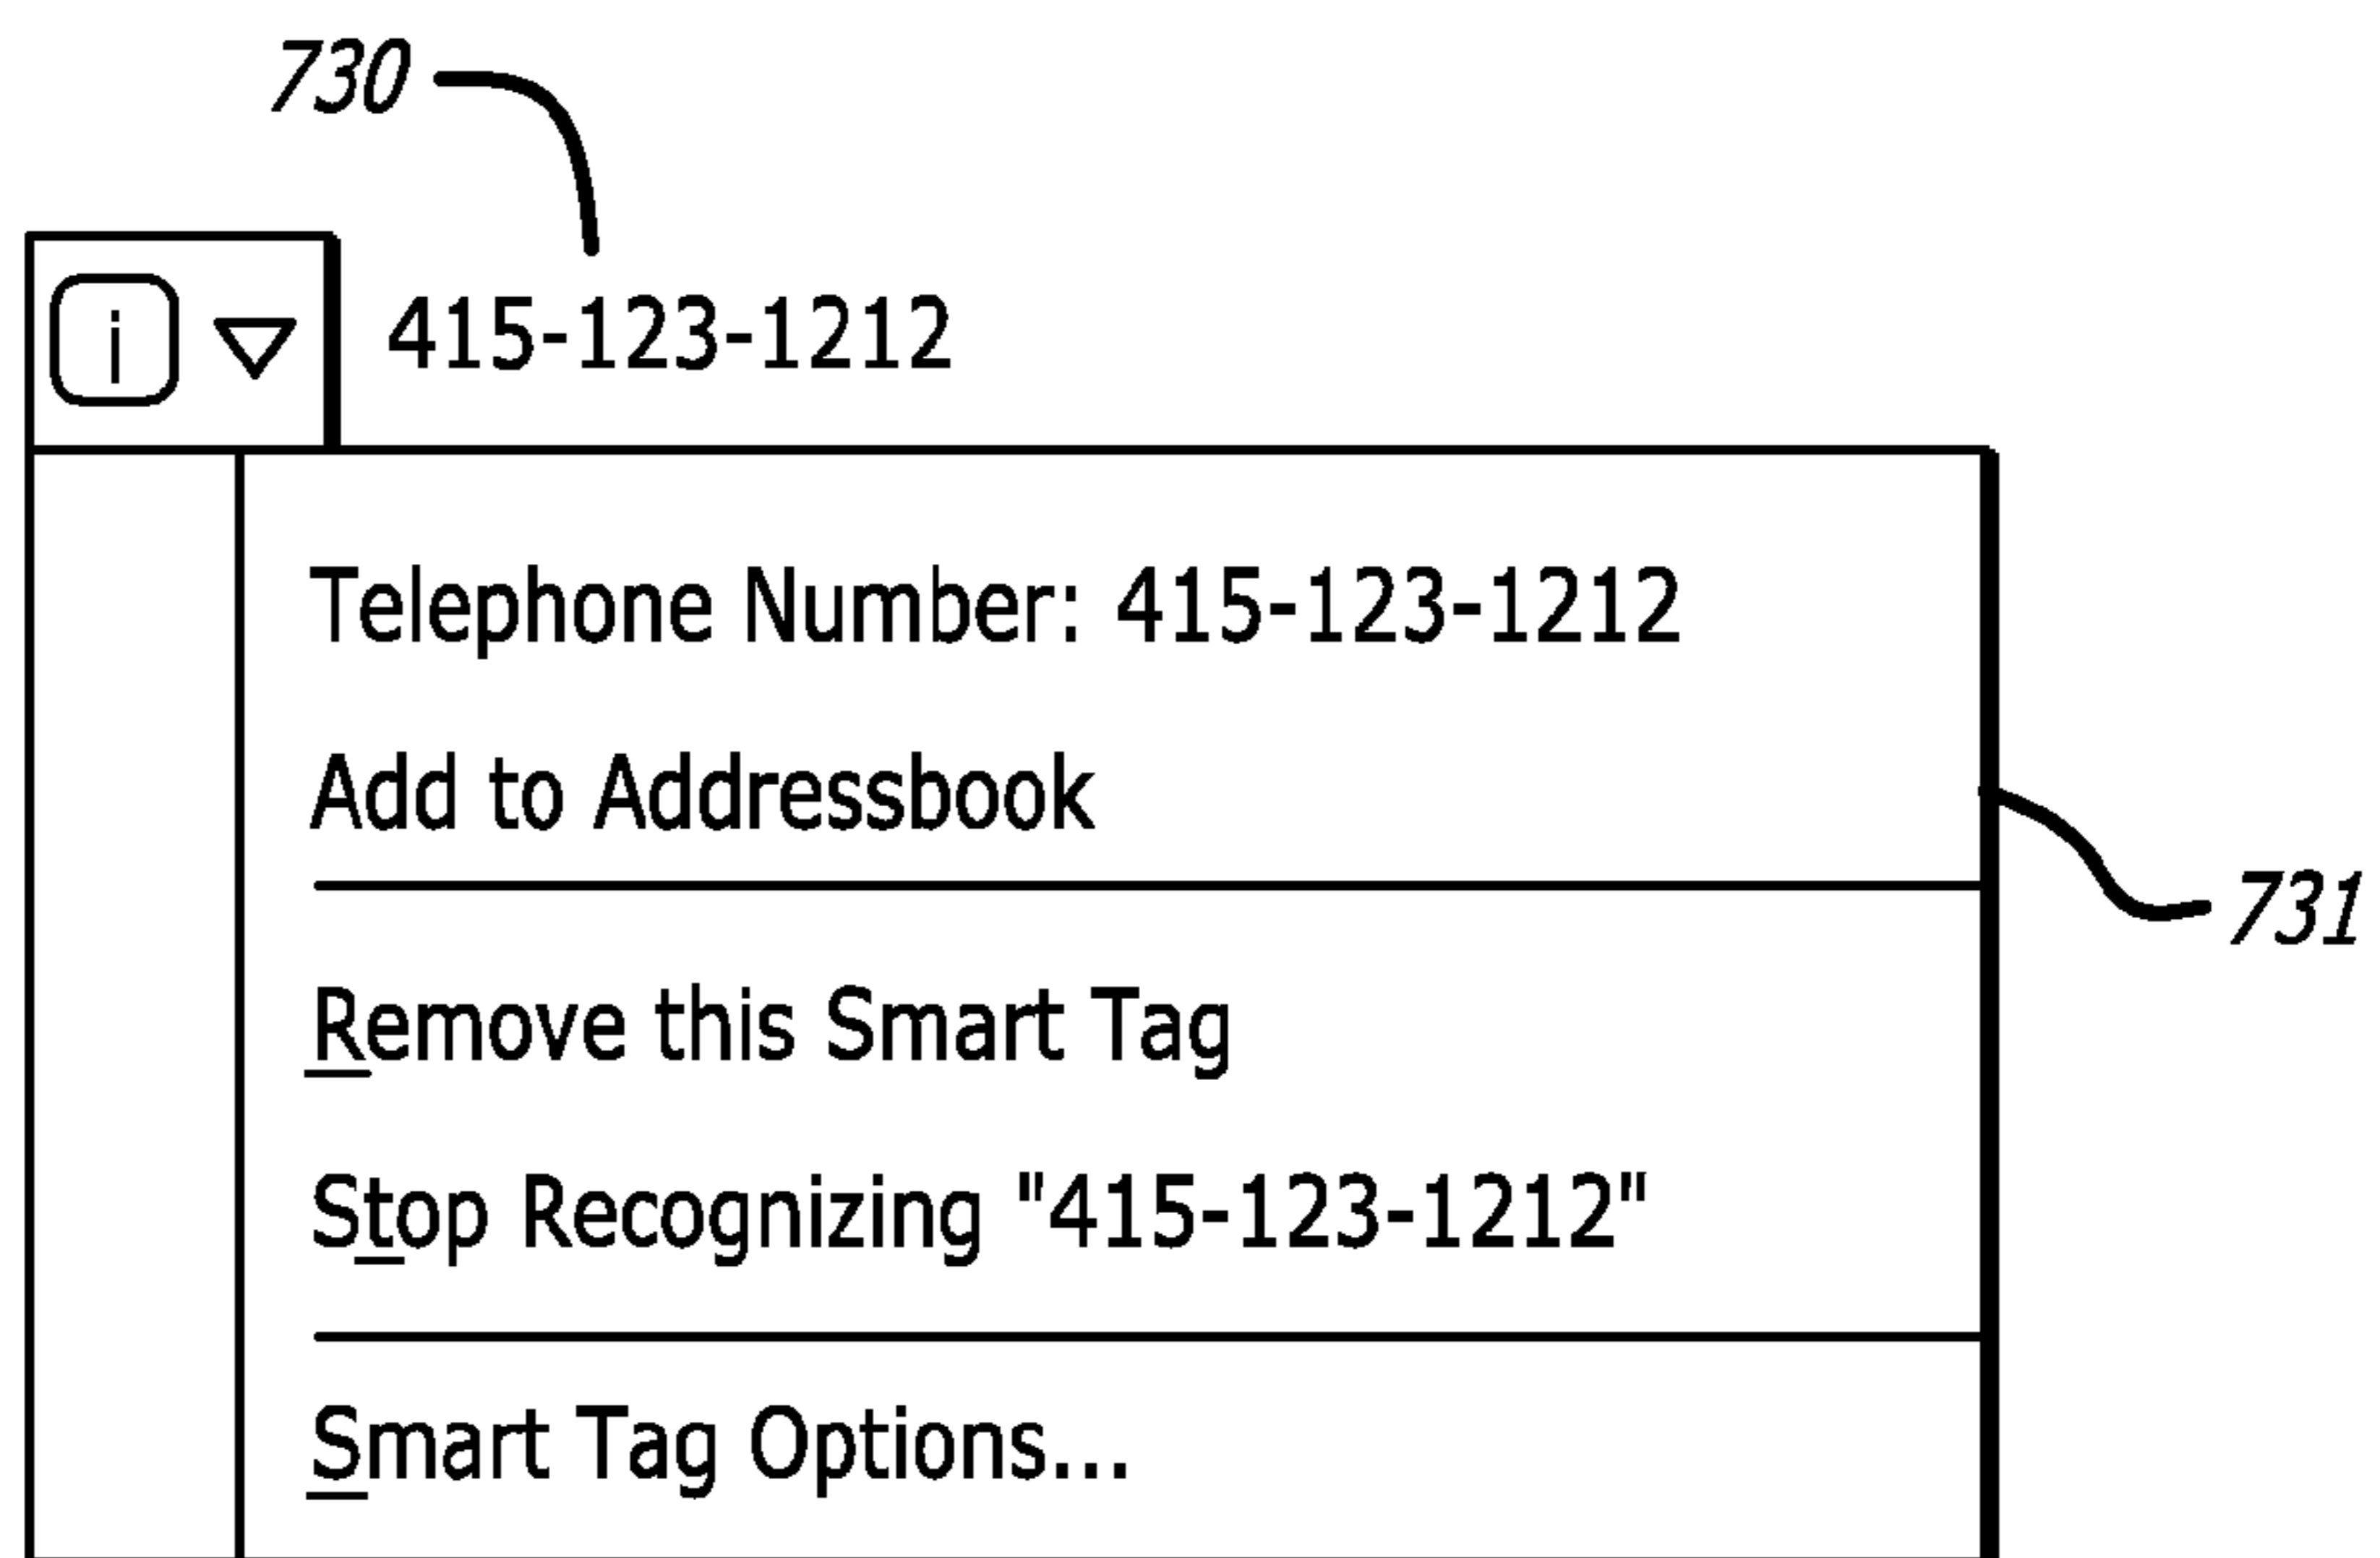 730
i 415-123-1212
Telephone Number: 415-123-1212
Add to Addressbook
731
Remove this Smart Tag
Stop Recognizing "415-123-1212"
Smart Tag Options...